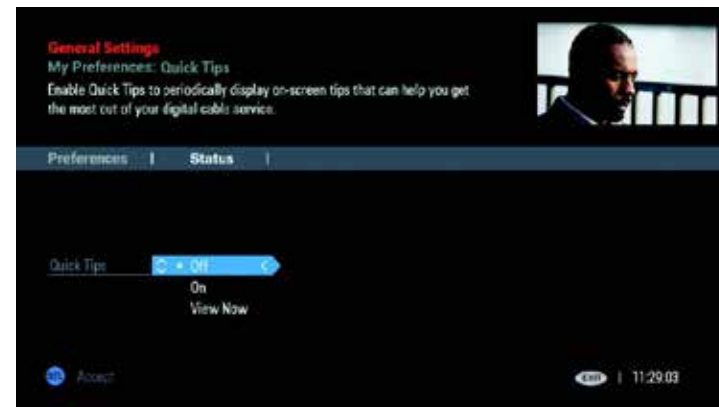 General Settings
My Preferences: Quick Tips
Enable Quick Tips to periodically display on-screen tips that can help you get
the most out of your digital cable service.
Preferences | Status |
Quick Tips • Off
On
View Now
Accept
Exit | 11:29:03